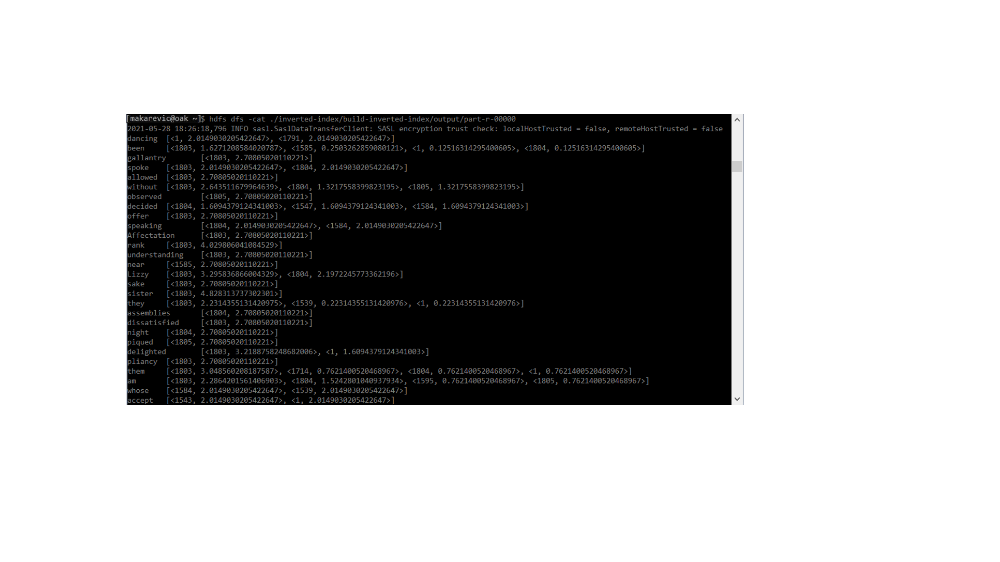 [makarevic@oak ~]$ hdfs dfs -cat ./inverted-index/build-inverted-index/output/part-r-00000
2021-05-28 18:26:18,796 INFO sasl.SaslDataTransferClient: SASL encryption trust check: localHostTrusted = false, remoteHostTrusted = false
dancing [<1, 2.0149030205422647>, <1791, 2.0149030205422647>]
been [<1803, 1.6271208584020787>, <1585, 0.2503262859080121>, <1, 0.12516314295400605>, <1804, 0.12516314295400605>]
gallantry [<1803, 2.70805020110221>]
spoke [<1803, 2.0149030205422647>, <1804, 2.0149030205422647>]
allowed [<1803, 2.70805020110221>]
without [<1803, 2.643511679964639>, <1804, 1.3217558399823195>, <1805, 1.3217558399823195>]
observed [<1805, 2.70805020110221>]
decided [<1804, 1.6094379124341003>, <1547, 1.6094379124341003>, <1584, 1.6094379124341003>]
offer [<1803, 2.70805020110221>]
speaking [<1804, 2.0149030205422647>, <1584, 2.0149030205422647>]
Affectation [<1803, 2.70805020110221>]
rank [<1803, 4.029806041084529>]
understanding [<1803, 2.70805020110221>]
near [<1585, 2.70805020110221>]
Lizzy [<1803, 3.295836866004329>, <1804, 2.1972245773362196>]
sake [<1803, 2.70805020110221>]
sister [<1803, 4.828313737302301>]
they [<1803, 2.2314355131420975>, <1539, 0.22314355131420976>, <1, 0.22314355131420976>]
assemblies [<1804, 2.70805020110221>]
dissatisfied [<1803, 2.70805020110221>]
night [<1804, 2.70805020110221>]
piqued [<1805, 2.70805020110221>]
delighted [<1803, 3.2188758248682006>, <1, 1.6094379124341003>]
pliancy [<1803, 2.70805020110221>]
them [<1803, 3.048560208187587>, <1714, 0.7621400520468967>, <1804, 0.7621400520468967>, <1, 0.7621400520468967>]
am [<1803, 2.2864201561406903>, <1804, 1.5242801040937934>, <1595, 0.7621400520468967>, <1805, 0.7621400520468967>]
whose [<1584, 2.0149030205422647>, <1539, 2.0149030205422647>]
accept [<1543, 2.0149030205422647>, <1, 2.0149030205422647>]